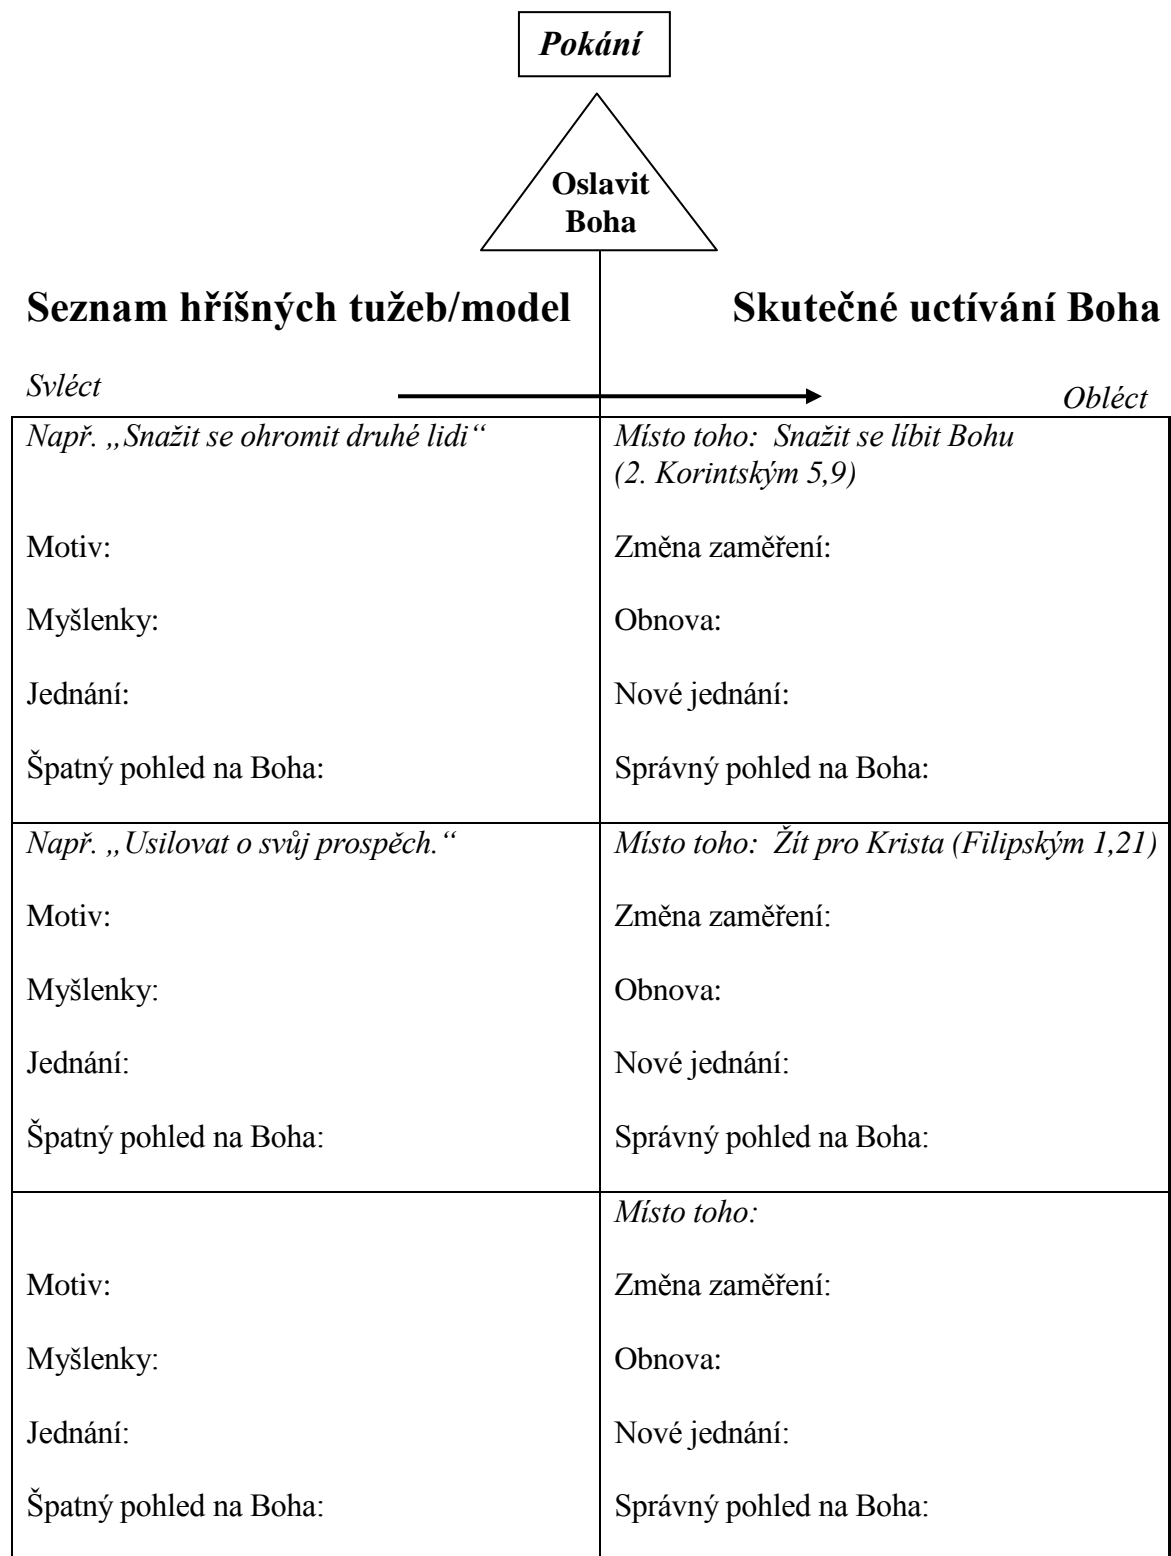 Pokání
Oslavit
Boha
Seznam hříšných tužeb/model
Skutečné uctívání Boha
Svléct
Obléct
Např. „Snažit se ohromit druhé lidi“
Místo toho: Snažit se líbit Bohu
(2. Korintským 5,9)
Motiv:
Změna zaměření:
Myšlenky:
Obnova:
Jednání:
Nové jednání:
Špatný pohled na Boha:
Správný pohled na Boha:
Např. „Usilovat o svůj prospěch.“
Místo toho: Žít pro Krista (Filipským 1,21)
Motiv:
Změna zaměření:
Myšlenky:
Obnova:
Jednání:
Nové jednání:
Špatný pohled na Boha:
Správný pohled na Boha:
Místo toho:
Motiv:
Změna zaměření:
Myšlenky:
Obnova:
Jednání:
Nové jednání:
Špatný pohled na Boha:
Správný pohled na Boha: